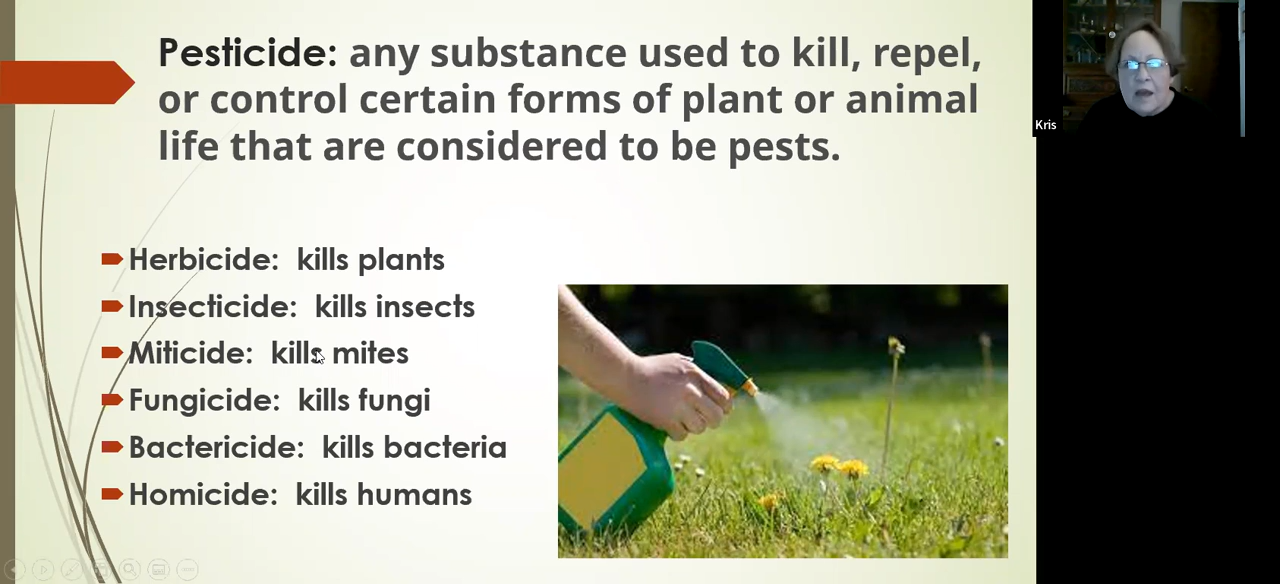 Pesticide: any substance used to kill, repel,
or control certain forms of plant or animal
life that are considered to be pests.
Herbicide:  kills plants
Insecticide:  kills insects
Miticide:  kills mites
Fungicide:  kills fungi
Bactericide:  kills bacteria
Homicide:  kills humans
Kris